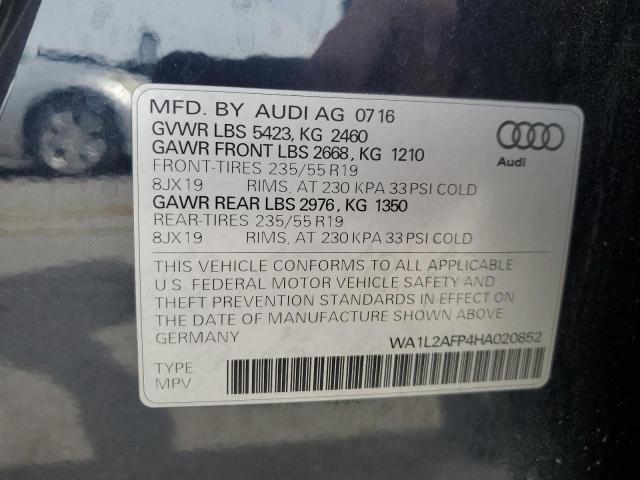 MFD. BY AUDI AG 0716
GVWR LBS 5423, KG 2460
GAWR FRONT LBS 2668, KG 1210
FRONT-TIRES 235/55 R19
8JX19 RIMS, AT 230 KPA 33 PSI COLD
GAWR REAR LBS 2976, KG 1350
REAR-TIRES 235/55 R19
8JX19 RIMS, AT 230 KPA 33 PSI COLD
Audi
THIS VEHICLE CONFORMS TO ALL APPLICABLE
U.S. FEDERAL MOTOR VEHICLE SAFETY AND
THEFT PREVENTION STANDARDS IN EFFECT ON
THE DATE OF MANUFACTURE SHOWN ABOVE
GERMANY WA1L2AFP4HA020852
TYPE:
MPV